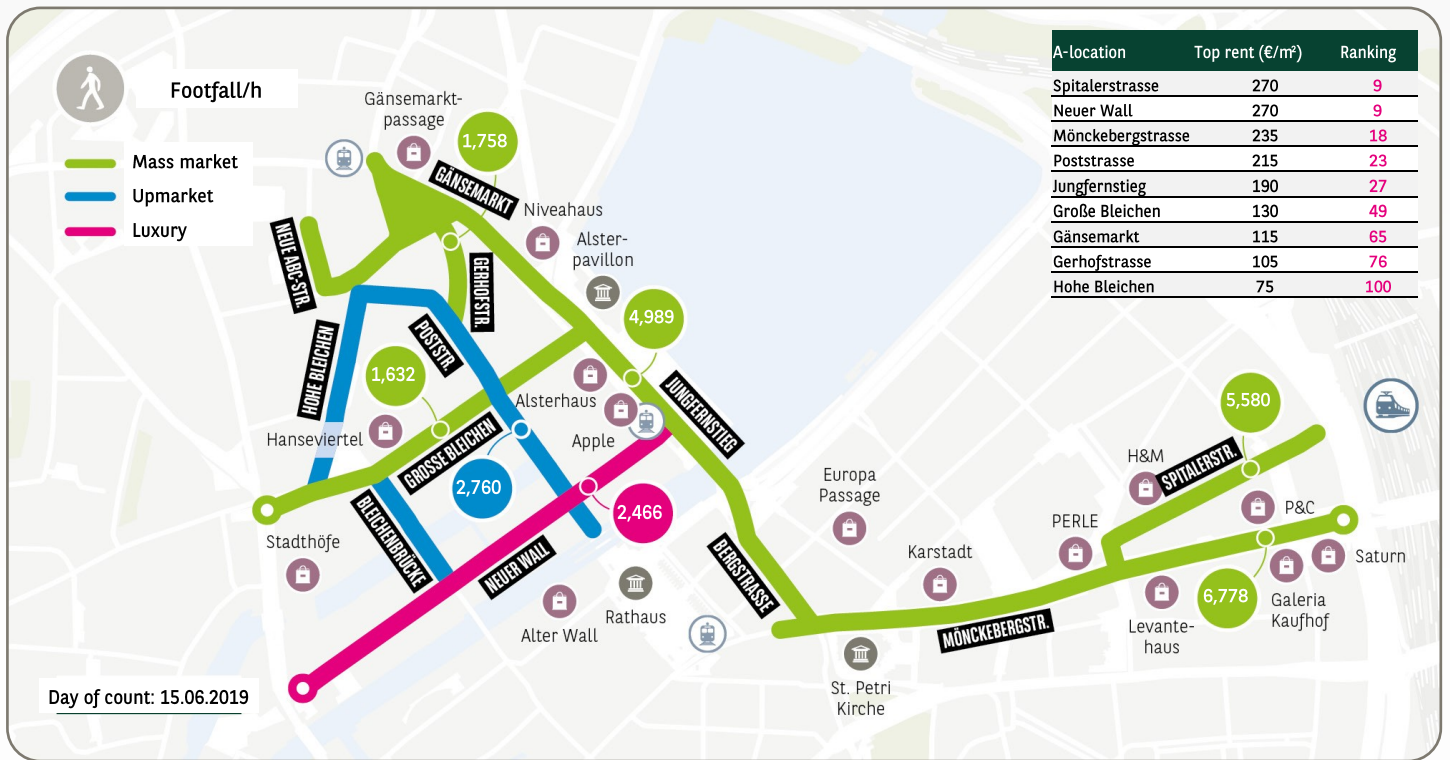 Footfall/h
Mass market
Upmarket
Luxury
A-location Top rent (€/m²) Ranking
Spitalerstrasse 270 9
Neuer Wall 270 9
Mönckebergstrasse 235 18
Poststrasse 215 23
Jungfernstieg 190 27
Große Bleichen 130 49
Gänsemarkt 115 65
Gerhofstrasse 105 76
Hohe Bleichen 75 100
Gänsemarkt-
passage
1,758
GÄNSEMARKT
Niveahaus
Alster-
pavillon
NEUE ABC-STR.
GERHOFSTR.
4,989
HOHE BLEICHEN
POSTSTR.
1,632
Alsterhaus
JUNGFERNSTIEG
Hanseviertel
Apple
GROSSE BLEICHEN
2,760
2,466
BLEICHENBRÜCKE
Stadthöfe
NEUER WALL
Alter Wall
Rathaus
BERGSTRASSE
Europa
Passage
Karstadt
MÖNCKEBERGSTR.
St. Petri
Kirche
5,580
H&M
SPITALERSTR.
PERLE
P&C
Saturn
6,778
Galeria
Kaufhof
Levante-
haus
Day of count: 15.06.2019